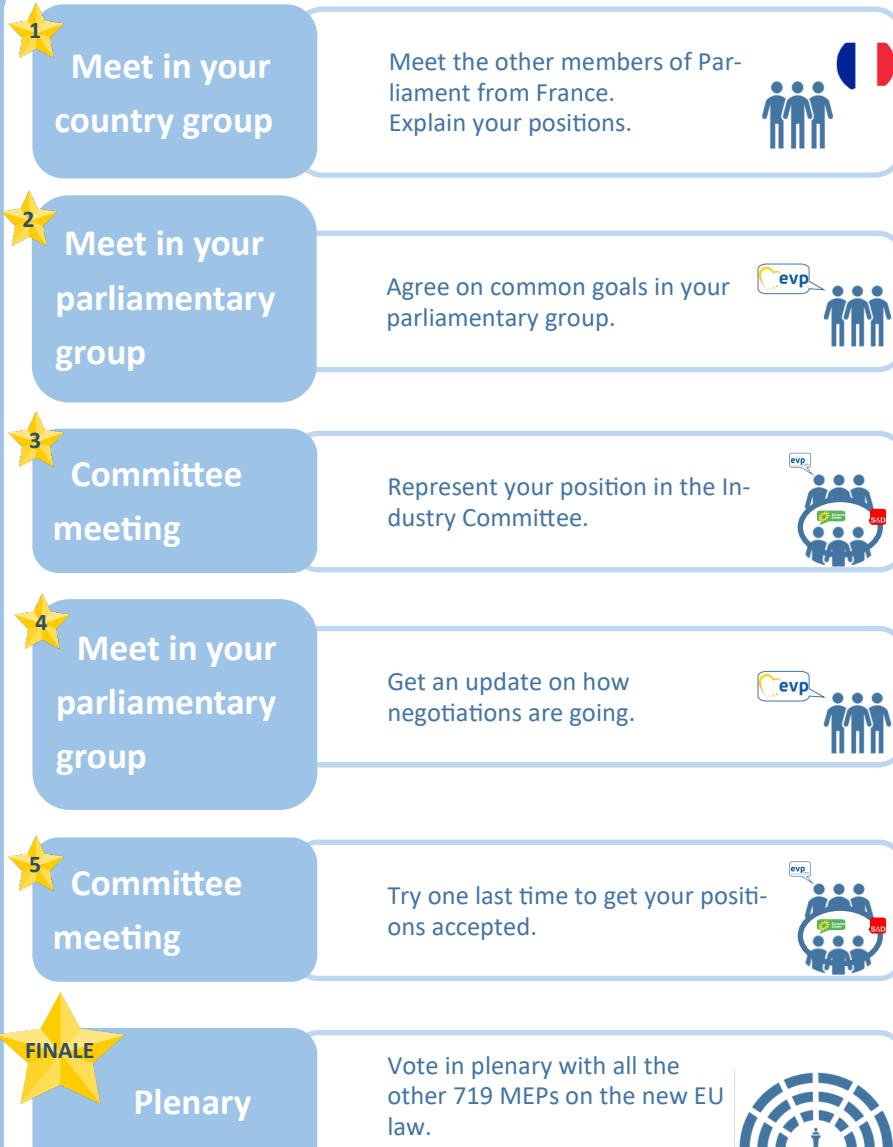 1
Meet in your
country group
Meet the other members of Par-
liament from France.
Explain your positions.
2
Meet in your
parliamentary
group
Agree on common goals in your
parliamentary group.
evp
3
Committee
meeting
Represent your position in the In-
dustry Committee.
evp
S&D
4
Meet in your
parliamentary
group
Get an update on how
negotiations are going.
evp
5
Committee
meeting
Try one last time to get your positi-
ons accepted.
evp
S&D
FINALE
Plenary
Vote in plenary with all the
other 719 MEPs on the new EU
law.